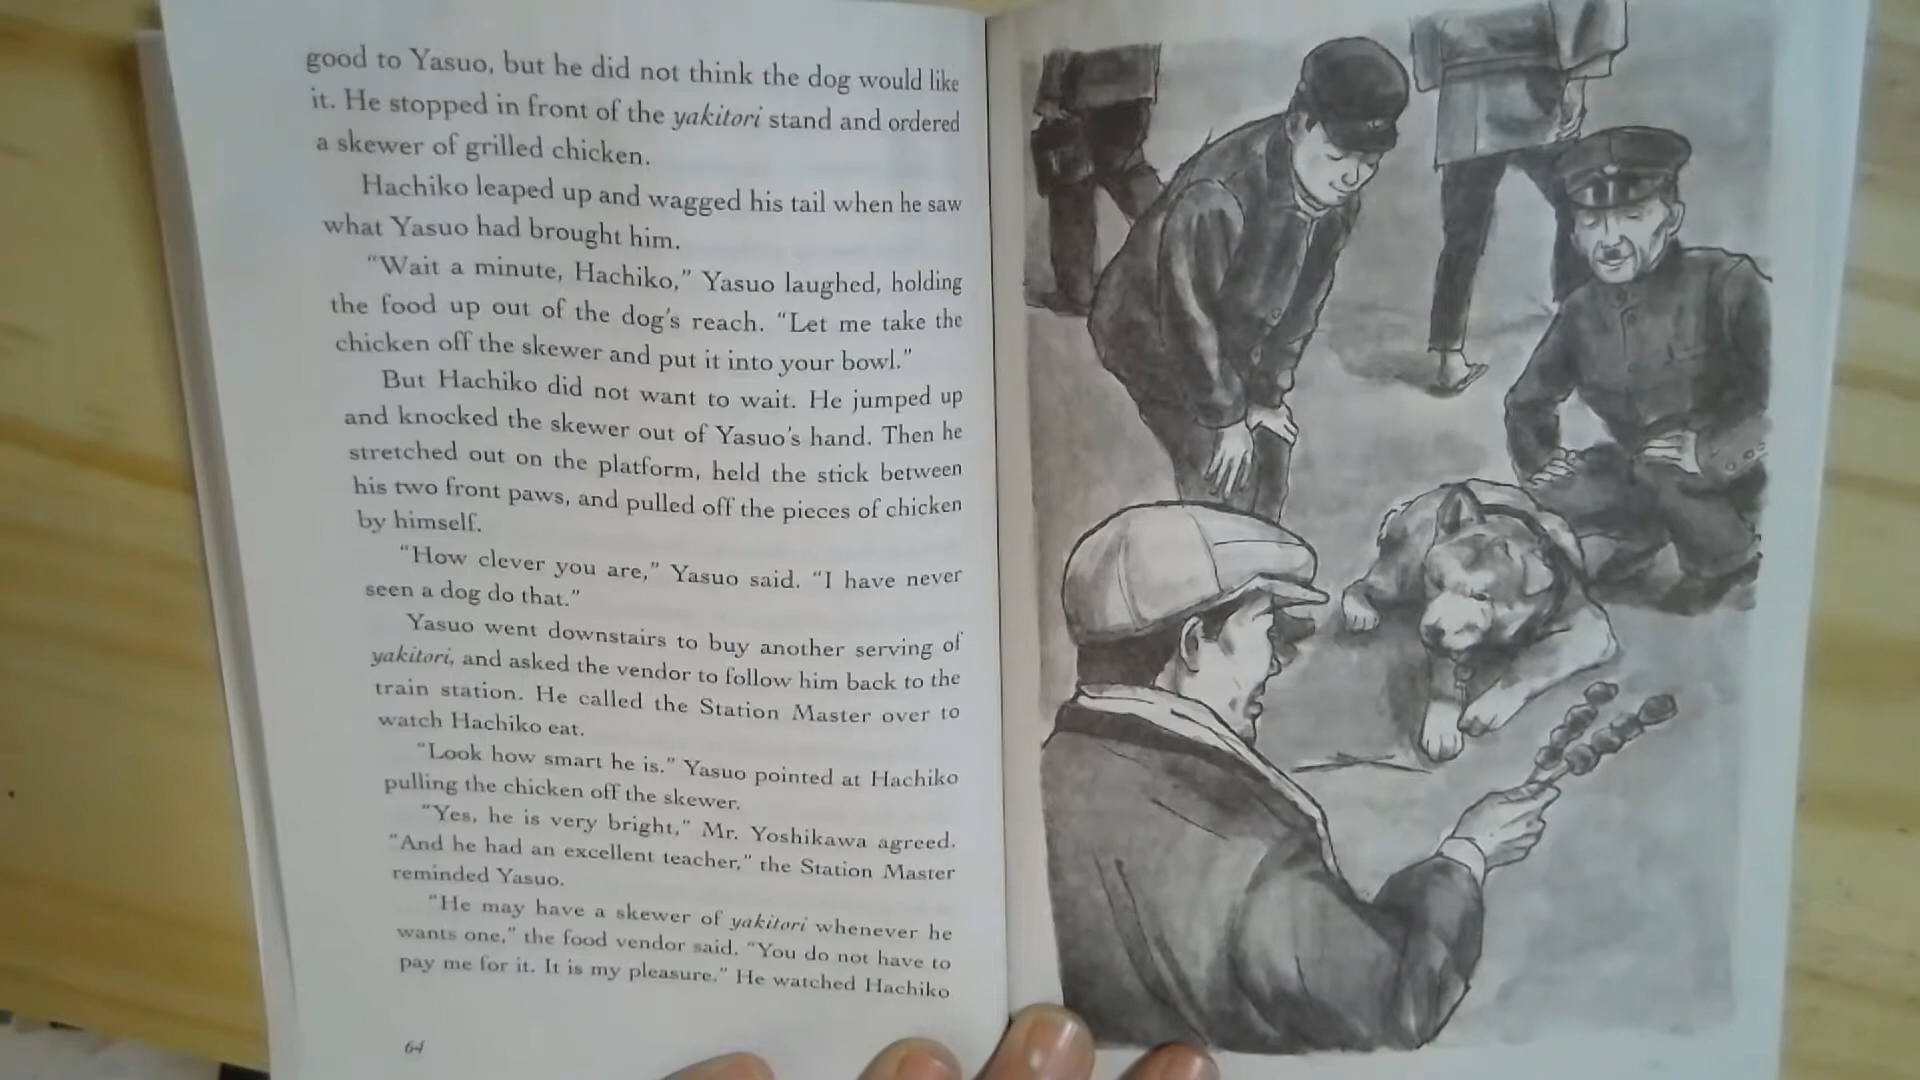 good to Yasuo, but he did not think the dog would like
it. He stopped in front of the yakitori stand and ordered
a skewer of grilled chicken.
Hachiko leaped up and wagged his tail when he saw
what Yasuo had brought him.
“Wait a minute, Hachiko,” Yasuo laughed, holding
the food up out of the dog’s reach. “Let me take the
chicken off the skewer and put it into your bowl.”
But Hachiko did not want to wait. He jumped up
and knocked the skewer out of Yasuo’s hand. Then he
stretched out on the platform, held the stick between
his two front paws, and pulled off the pieces of chicken
by himself.
“How clever you are,” Yasuo said. “I have never
seen a dog do that.”
Yasuo went downstairs to buy another serving of
yakitori, and asked the vendor to follow him back to the
train station. He called the Station Master over to
watch Hachiko eat.
“Look how smart he is.” Yasuo pointed at Hachiko
pulling the chicken off the skewer.
“Yes, he is very bright,” Mr. Yoshikawa agreed.
“And he had an excellent teacher,” the Station Master
reminded Yasuo.
“He may have a skewer of yakitori whenever he
wants one,” the food vendor said. “You do not have to
pay me for it. It is my pleasure.” He watched Hachiko
64